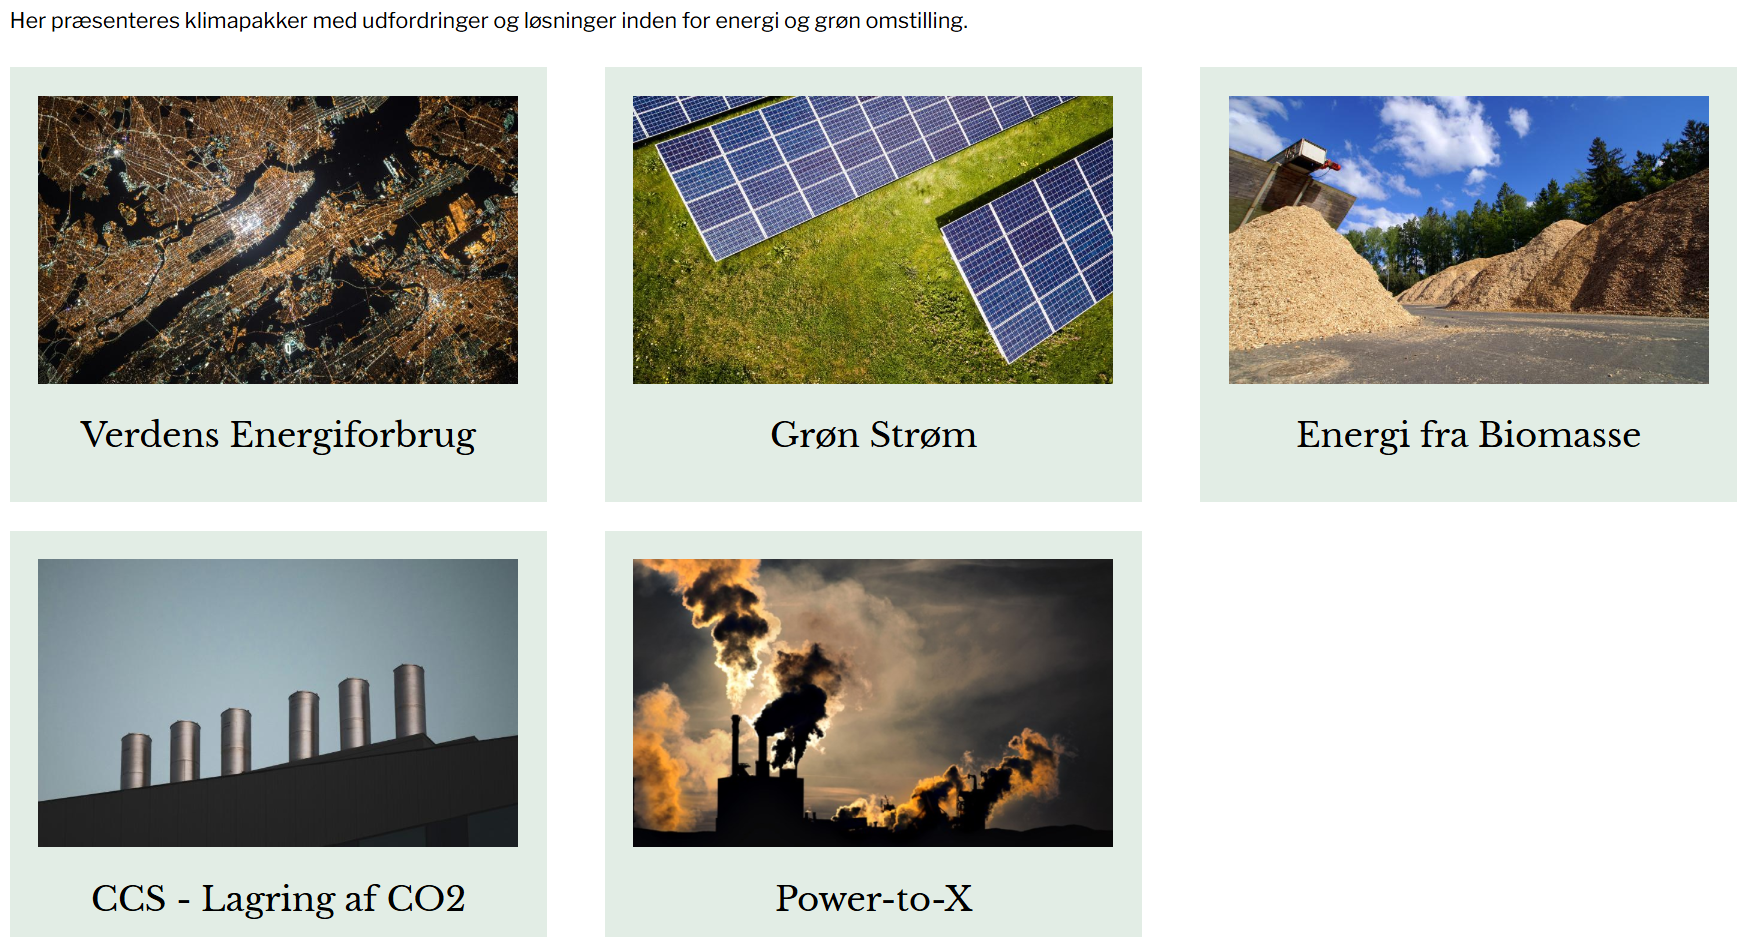 Her præsenteres klimapakker med udfordringer og løsninger inden for energi og grøn omstilling.
Verdens Energiforbrug
Grøn Strøm
Energi fra Biomasse
CCS - Lagring af CO2
Power-to-X